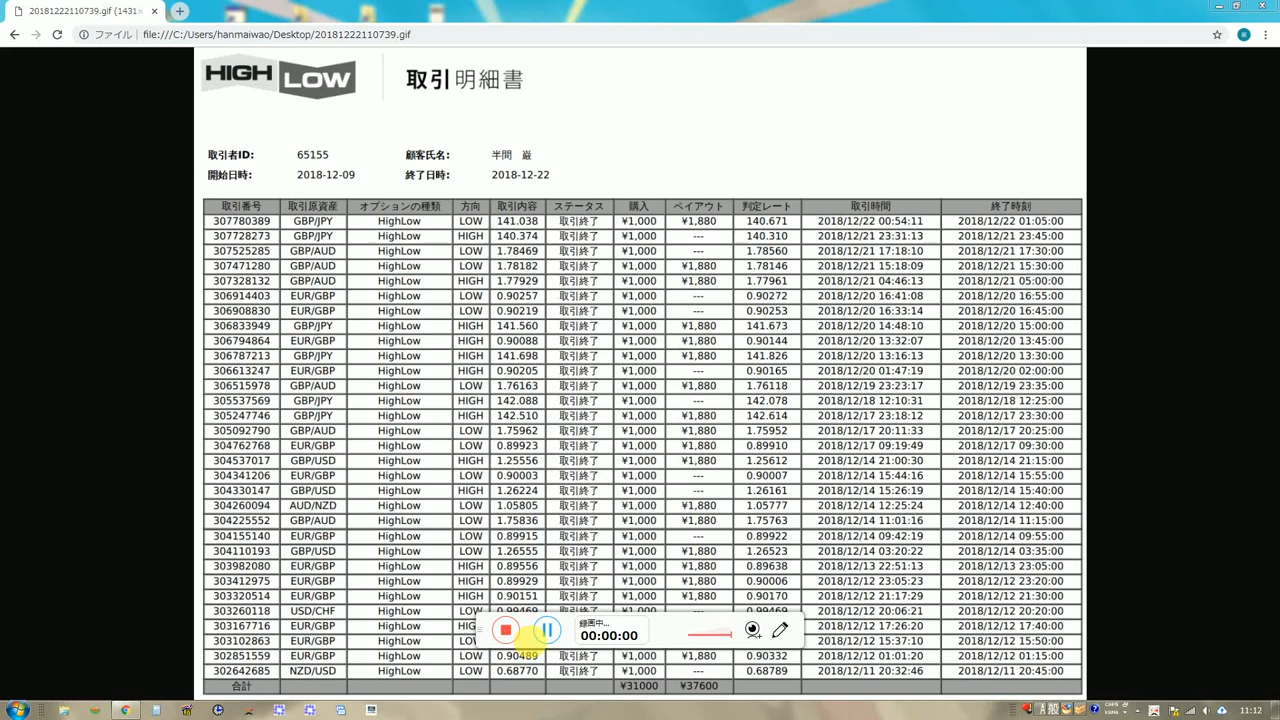 20181222110739.gif (1431×
ファイル file:///C:/Users/hanmaiwao/Desktop/20181222110739.gif
HIGH LOW 取引明細書
取引者ID: 65155 顧客氏名: 半間 巌
開始日時: 2018-12-09 終了日時: 2018-12-22
取引番号 取引原資産 オプションの種類 方向 取引内容 ステータス 購入 ペイアウト 判定レート 取引時間 終了時刻
307780389 GBP/JPY HighLow LOW 141.038 取引終了 ¥1,000 ¥1,880 140.671 2018/12/22 00:54:11 2018/12/22 01:05:00
307728273 GBP/JPY HighLow HIGH 140.374 取引終了 ¥1,000 --- 140.310 2018/12/21 23:31:13 2018/12/21 23:45:00
307525285 GBP/AUD HighLow LOW 1.78469 取引終了 ¥1,000 --- 1.78560 2018/12/21 17:18:10 2018/12/21 17:30:00
307471280 GBP/AUD HighLow LOW 1.78182 取引終了 ¥1,000 ¥1,880 1.78146 2018/12/21 15:18:09 2018/12/21 15:30:00
307328132 GBP/AUD HighLow HIGH 1.77929 取引終了 ¥1,000 ¥1,880 1.77961 2018/12/21 04:46:13 2018/12/21 05:00:00
306914403 EUR/GBP HighLow LOW 0.90257 取引終了 ¥1,000 --- 0.90272 2018/12/20 16:41:08 2018/12/20 16:55:00
306908830 EUR/GBP HighLow LOW 0.90219 取引終了 ¥1,000 --- 0.90253 2018/12/20 16:33:14 2018/12/20 16:45:00
306833949 GBP/JPY HighLow HIGH 141.560 取引終了 ¥1,000 ¥1,880 141.673 2018/12/20 14:48:10 2018/12/20 15:00:00
306794864 EUR/GBP HighLow HIGH 0.90088 取引終了 ¥1,000 ¥1,880 0.90144 2018/12/20 13:32:07 2018/12/20 13:45:00
306787213 GBP/JPY HighLow HIGH 141.698 取引終了 ¥1,000 ¥1,880 141.826 2018/12/20 13:16:13 2018/12/20 13:30:00
306613247 EUR/GBP HighLow HIGH 0.90205 取引終了 ¥1,000 --- 0.90165 2018/12/20 01:47:19 2018/12/20 02:00:00
306515978 GBP/AUD HighLow LOW 1.76163 取引終了 ¥1,000 ¥1,880 1.76118 2018/12/19 23:23:17 2018/12/19 23:35:00
305537569 GBP/JPY HighLow HIGH 142.088 取引終了 ¥1,000 --- 142.078 2018/12/18 12:10:31 2018/12/18 12:25:00
305247746 GBP/JPY HighLow HIGH 142.510 取引終了 ¥1,000 ¥1,880 142.614 2018/12/17 23:18:12 2018/12/17 23:30:00
305092790 GBP/AUD HighLow LOW 1.75962 取引終了 ¥1,000 ¥1,880 1.75952 2018/12/17 20:11:33 2018/12/17 20:25:00
304762768 EUR/GBP HighLow LOW 0.89923 取引終了 ¥1,000 ¥1,880 0.89910 2018/12/17 09:19:49 2018/12/17 09:30:00
304537017 GBP/USD HighLow HIGH 1.25556 取引終了 ¥1,000 ¥1,880 1.25612 2018/12/14 21:00:30 2018/12/14 21:15:00
304341206 EUR/GBP HighLow LOW 0.90003 取引終了 ¥1,000 --- 0.90007 2018/12/14 15:44:16 2018/12/14 15:55:00
304330147 GBP/USD HighLow HIGH 1.26224 取引終了 ¥1,000 --- 1.26161 2018/12/14 15:26:19 2018/12/14 15:40:00
304260094 AUD/NZD HighLow LOW 1.05805 取引終了 ¥1,000 ¥1,880 1.05777 2018/12/14 12:25:24 2018/12/14 12:40:00
304225552 GBP/AUD HighLow LOW 1.75836 取引終了 ¥1,000 ¥1,880 1.75763 2018/12/14 11:01:16 2018/12/14 11:15:00
304155140 EUR/GBP HighLow LOW 0.89915 取引終了 ¥1,000 --- 0.89922 2018/12/14 09:42:19 2018/12/14 09:55:00
304110193 GBP/USD HighLow LOW 1.26555 取引終了 ¥1,000 ¥1,880 1.26523 2018/12/14 03:20:22 2018/12/14 03:35:00
303982080 EUR/GBP HighLow HIGH 0.89556 取引終了 ¥1,000 ¥1,880 0.89638 2018/12/13 22:51:13 2018/12/13 23:05:00
303412975 EUR/GBP HighLow HIGH 0.89929 取引終了 ¥1,000 ¥1,880 0.90006 2018/12/12 23:05:23 2018/12/12 23:20:00
303320514 EUR/GBP HighLow HIGH 0.90151 取引終了 ¥1,000 ¥1,880 0.90170 2018/12/12 21:17:29 2018/12/12 21:30:00
303260118 USD/CHF HighLow LOW 0.99469 取引終了 ¥1,000 --- 0.99469 2018/12/12 20:06:21 2018/12/12 20:20:00
303167716 EUR/GBP HighLow 2018/12/12 17:26:20 2018/12/12 17:40:00
303102863 EUR/GBP HighLow 2018/12/12 15:37:10 2018/12/12 15:50:00
302851559 EUR/GBP HighLow LOW 0.90489 取引終了 ¥1,000 ¥1,880 0.90332 2018/12/12 01:01:20 2018/12/12 01:15:00
302642685 NZD/USD HighLow LOW 0.68770 取引終了 ¥1,000 --- 0.68789 2018/12/11 20:32:46 2018/12/11 20:45:00
合計 ¥31000 ¥37600
録画中...
00:00:00
11:12